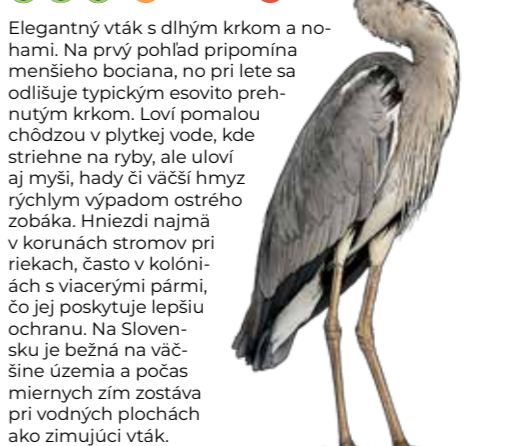 Elegantný vták s dlhým krkom a no-
hami. Na prvý pohľad pripomína
menšieho bociana, no pri lete sa
odlišuje typickým esovito preh-
nutým krkom. Loví pomalou
chôdzou v plytkej vode, kde
striehne na ryby, ale uloví
aj myši, hady či väčší hmyz
rýchlym výpadom ostrého
zobáka. Hniezdi najmä
v korunách stromov pri
riekach, často v kolóni-
ách s viacerými pármi,
čo jej poskytuje lepšiu
ochranu. Na Sloven-
sku je bežná na väč-
šine územia a počas
miernych zím zostáva
pri vodných plochách
ako zimujúci vták.